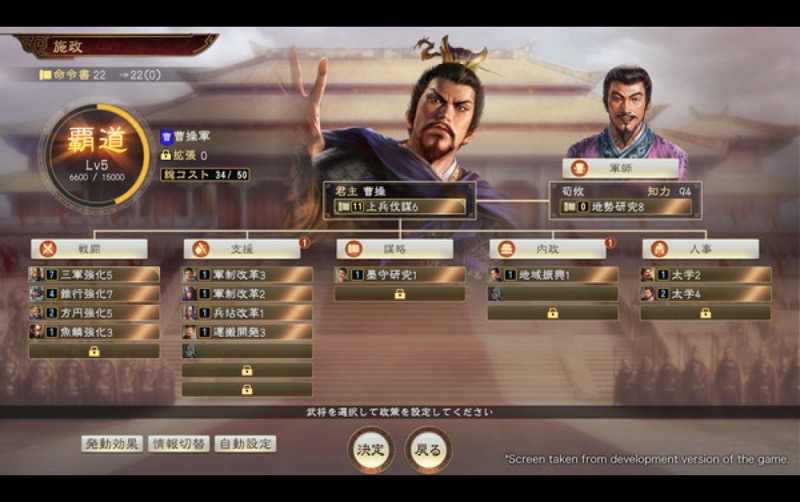 施政
命令書 22 →22(0)
覇道
Lv5
6600 / 15000
曹 曹操軍
拡張 0
総コスト 34/ 50
軍師
君主 曹操
11 上兵伐謀6
荀攸 知力 94
0 地勢研究8
戦闘
支援 1
謀略
内政 1
人事
7 三軍強化5
4 錐行強化7
2 方円強化5
1 魚鱗強化3
1 軍制改革3
1 軍制改革2
1 兵站改革1
1 運搬開発3
1 墨守研究1
1 地域振興1
1 太学2
2 太学4
武将を選択して政策を設定してください
発動効果 情報切替 自動設定
決定 戻る
*Screen taken from development version of the game.